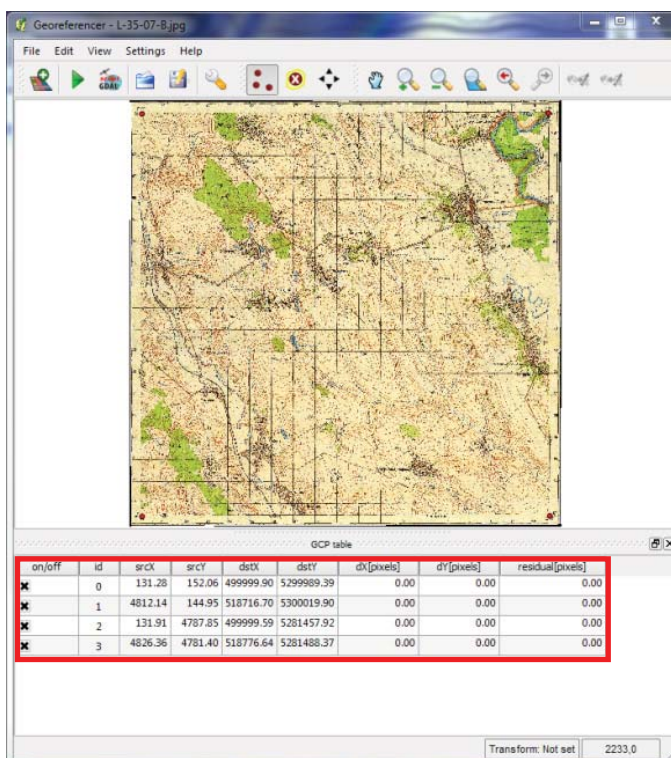 Georeferencer - L-35-07-B.jpg
File Edit View Settings Help
GDAL
GCP table
on/off id srcX srcY dstX dstY dX[pixels] dY[pixels] residual[pixels]
0 131.28 152.06 499999.90 5299989.39 0.00 0.00 0.00
1 4812.14 144.95 518716.70 5300019.90 0.00 0.00 0.00
2 131.91 4787.85 499999.59 5281457.92 0.00 0.00 0.00
3 4826.36 4781.40 518776.64 5281488.37 0.00 0.00 0.00
Transform: Not set 2233,0